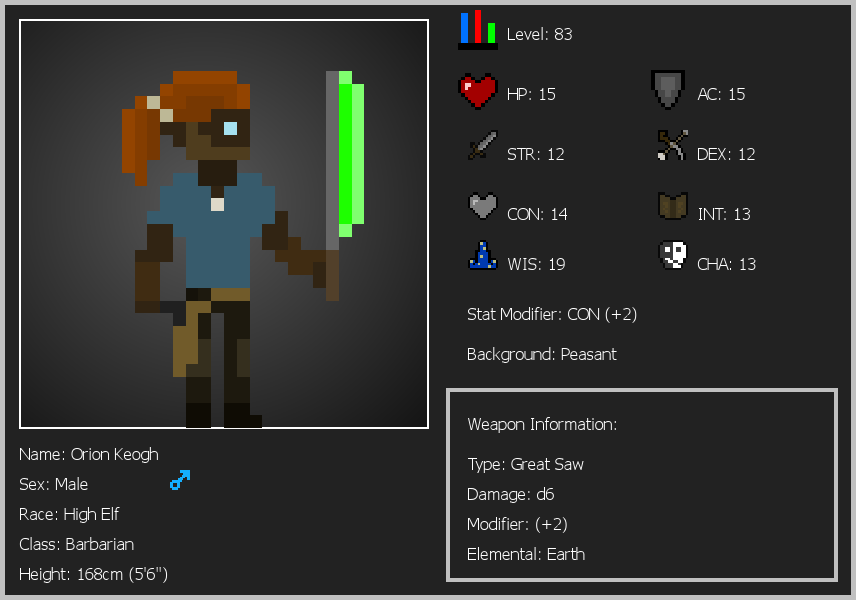 Level: 83
HP: 15
AC: 15
STR: 12
DEX: 12
CON: 14
INT: 13
WIS: 19
CHA: 13
Stat Modifier: CON (+2)
Background: Peasant
Weapon Information:
Type: Great Saw
Damage: d6
Modifier: (+2)
Elemental: Earth
Name: Orion Keogh
Sex: Male
Race: High Elf
Class: Barbarian
Height: 168cm (5'6")